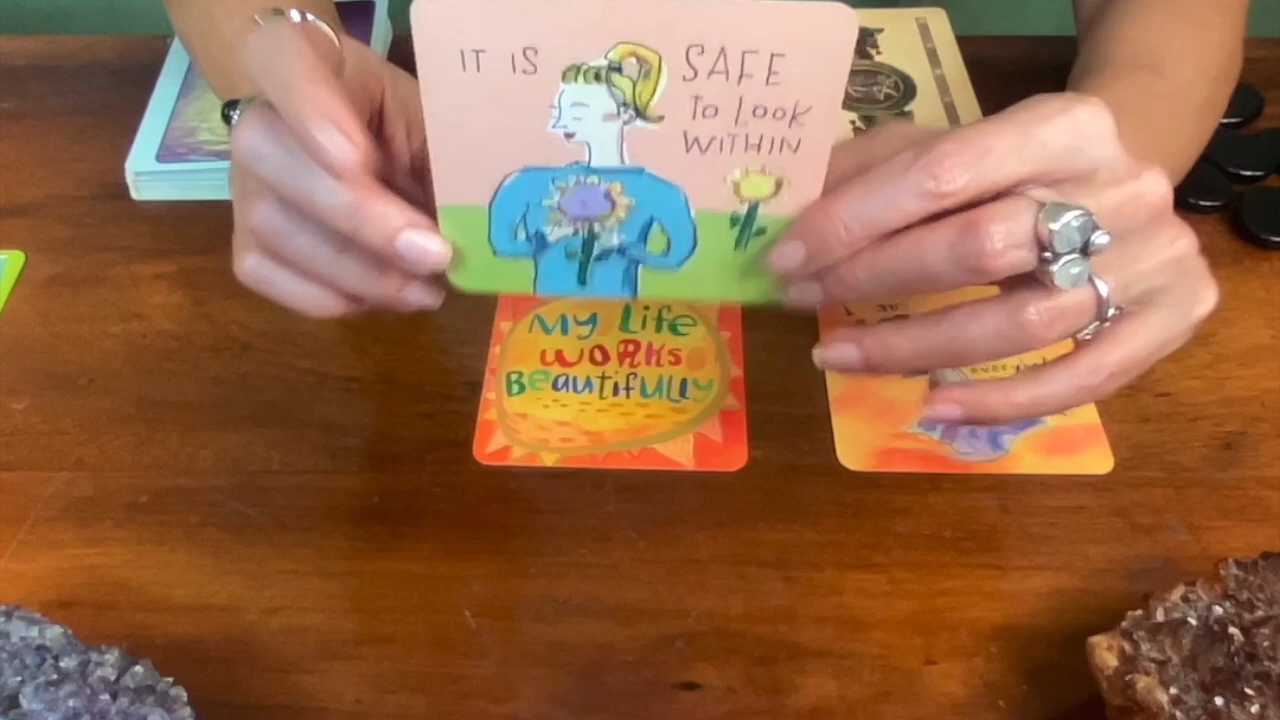 IT IS
SAFE
To Look
WITHIN
My Life
WORKS
Beautifully